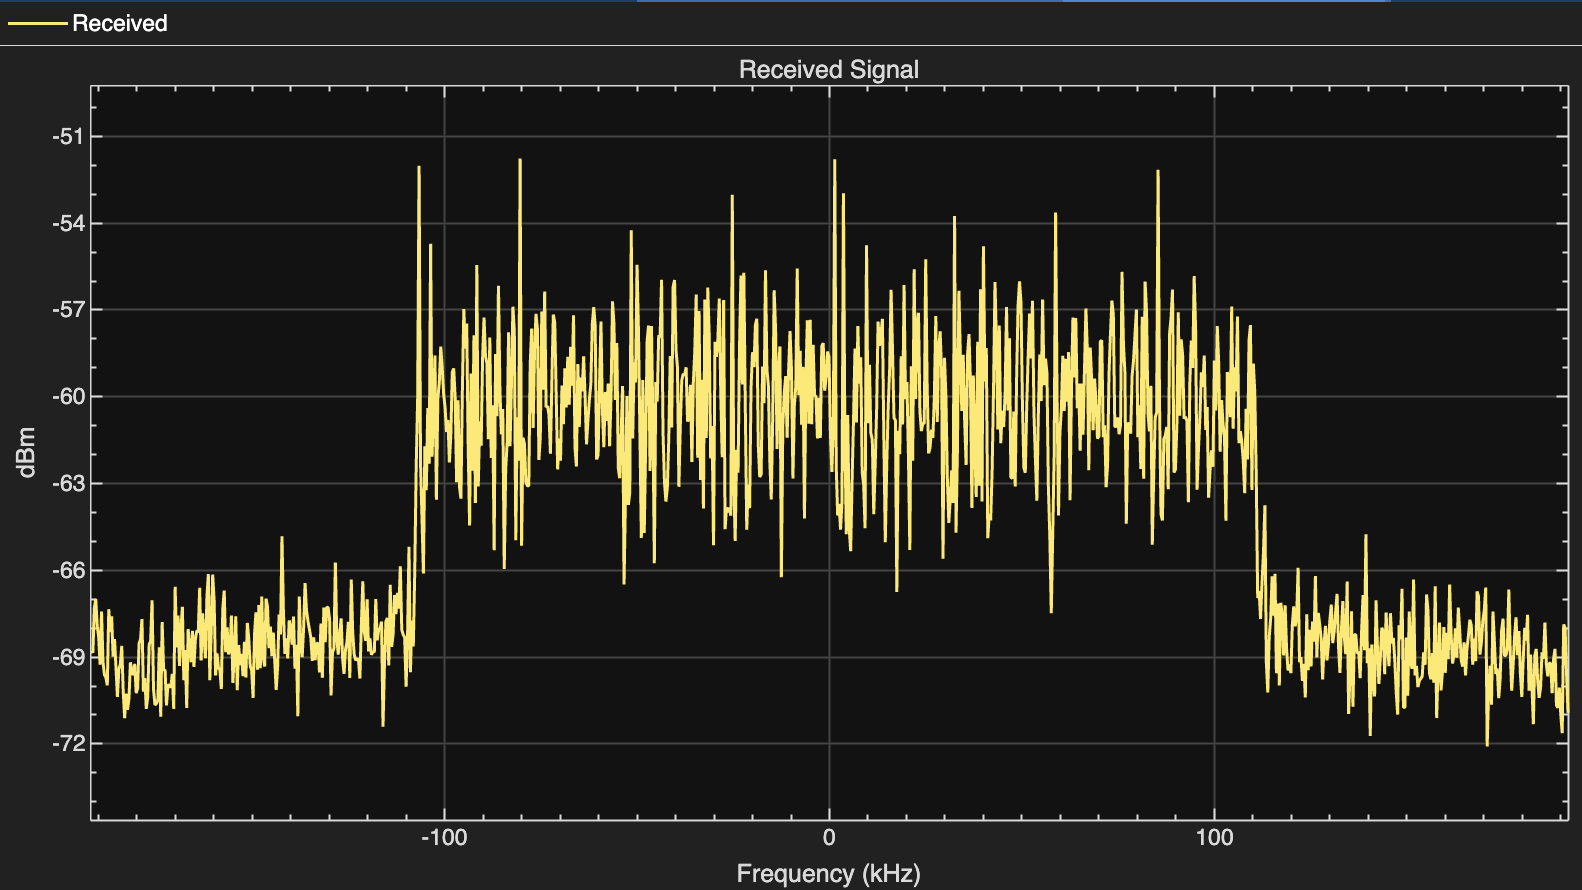 Received
Received Signal
-51
-54
-57
-60
-63
-66
-69
-72
dBm
-100
0
100
Frequency (kHz)